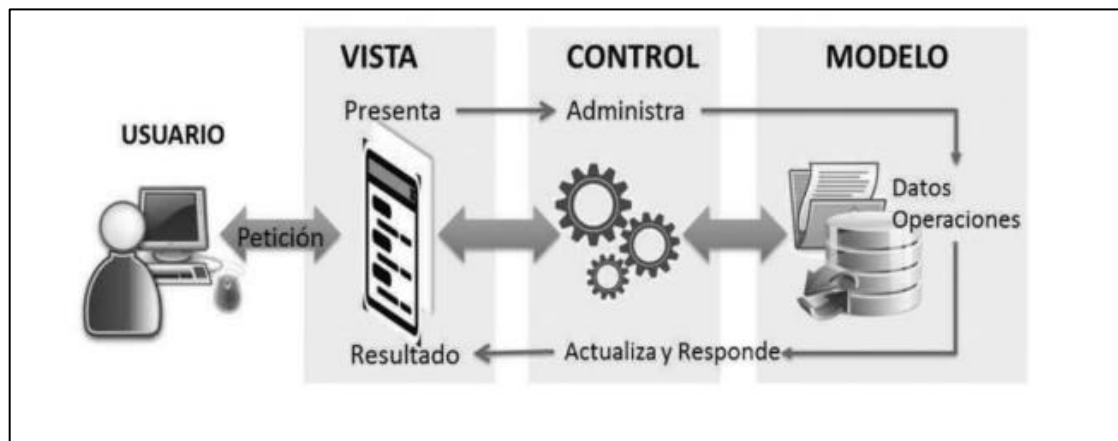 VISTA
CONTROL
MODELO
Presenta
Administra
USUARIO
Datos
Operaciones
Petición
Resultado
Actualiza y Responde